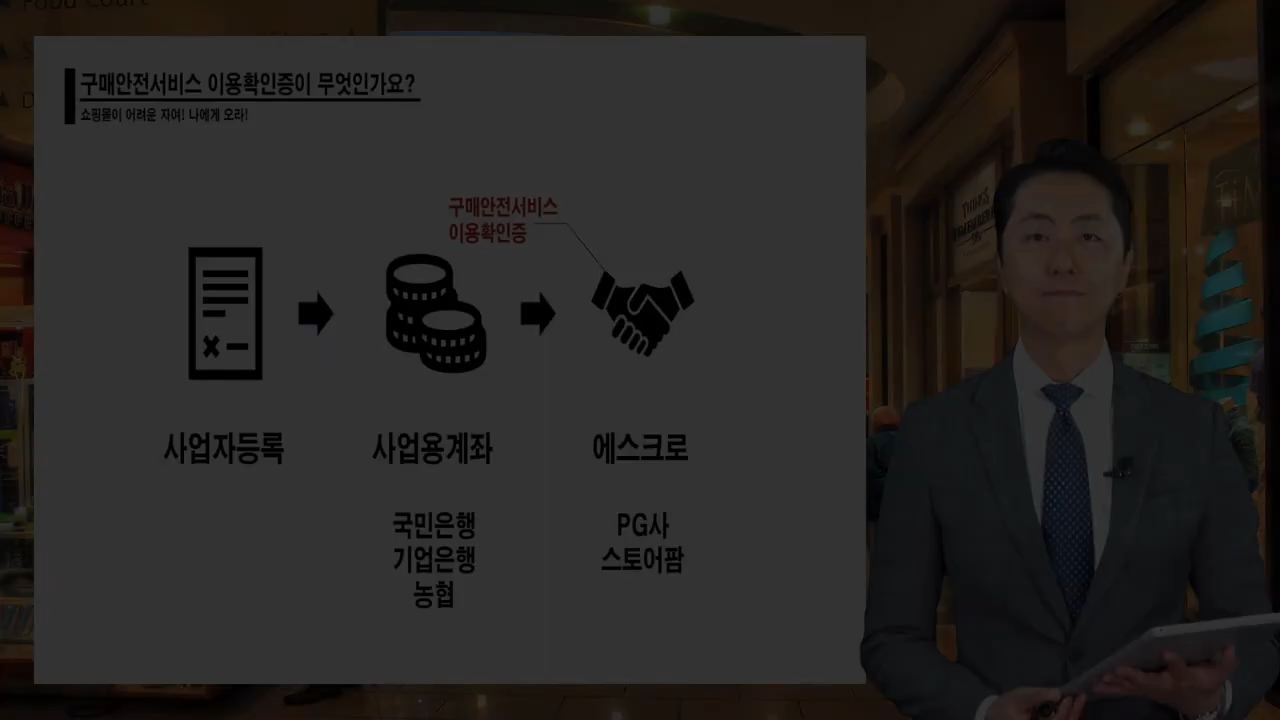 Food Court
구매안전서비스 이용확인증이 무엇인가요?
쇼핑몰이 어려운 자여! 나에게 오라!
구매안전서비스
이용확인증
사업자등록
사업용계좌
에스크로
국민은행
기업은행
농협
PG사
스토어팜